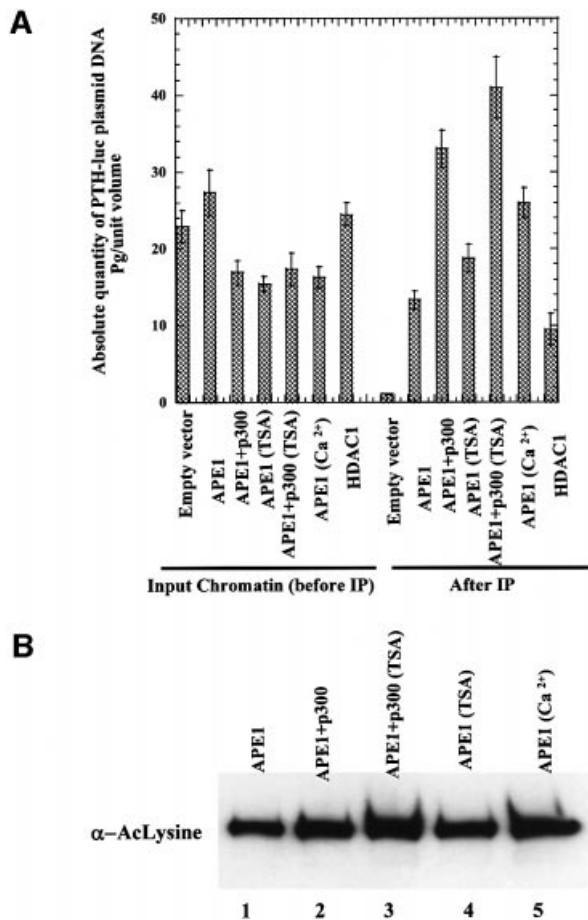 A
Absolute quantity of PTH-luc plasmid DNA
Pg/unit volume
50
40
30
20
10
0
Empty vector
APE1
APE1+p300
APE1 (TSA)
APE1+p300 (TSA)
APE1 (Ca 2+)
HDAC1
Empty vector
APE1
APE1+p300
APE1 (TSA)
APE1+p300 (TSA)
APE1 (Ca 2+)
HDAC1
Input Chromatin (before IP)
After IP
B
APE1
APE1+p300
APE1+p300 (TSA)
APE1 (TSA)
APE1 (Ca 2+)
α-AcLysine
1 2 3 4 5